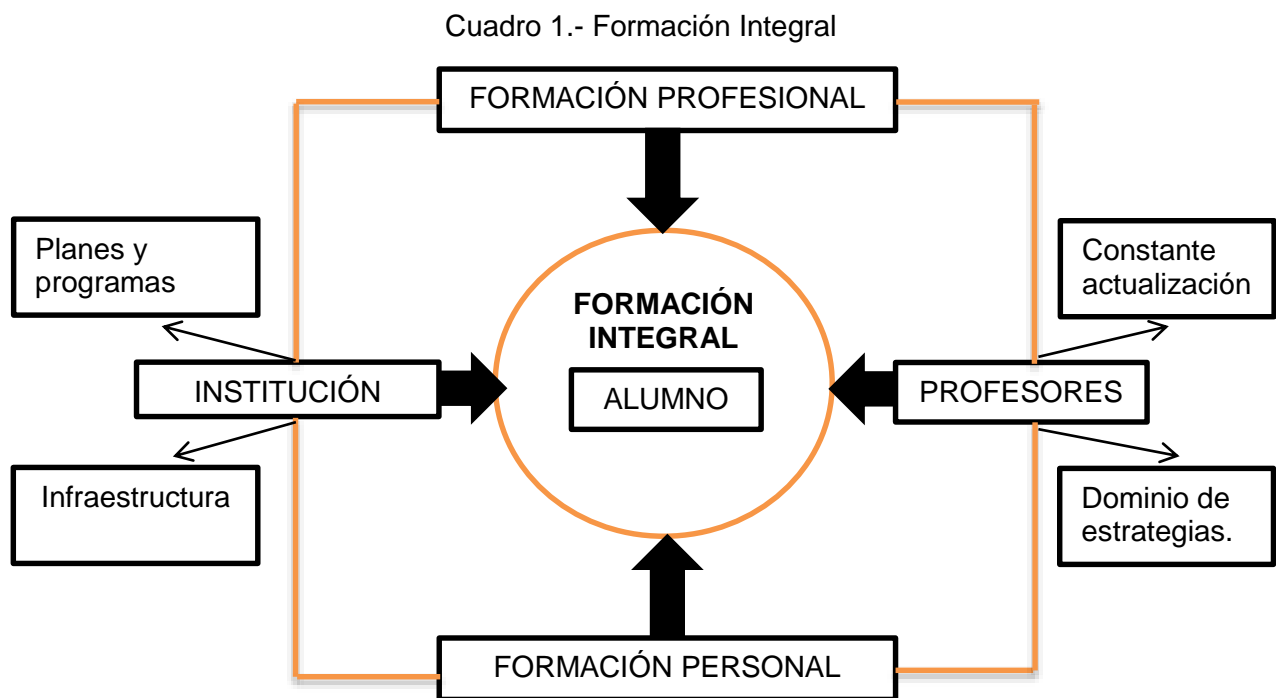 Cuadro 1.- Formación Integral
FORMACIÓN PROFESIONAL
Planes y
programas
Constante
actualización
FORMACIÓN
INTEGRAL
INSTITUCIÓN
ALUMNO
PROFESORES
Infraestructura
Dominio de
estrategias.
FORMACIÓN PERSONAL